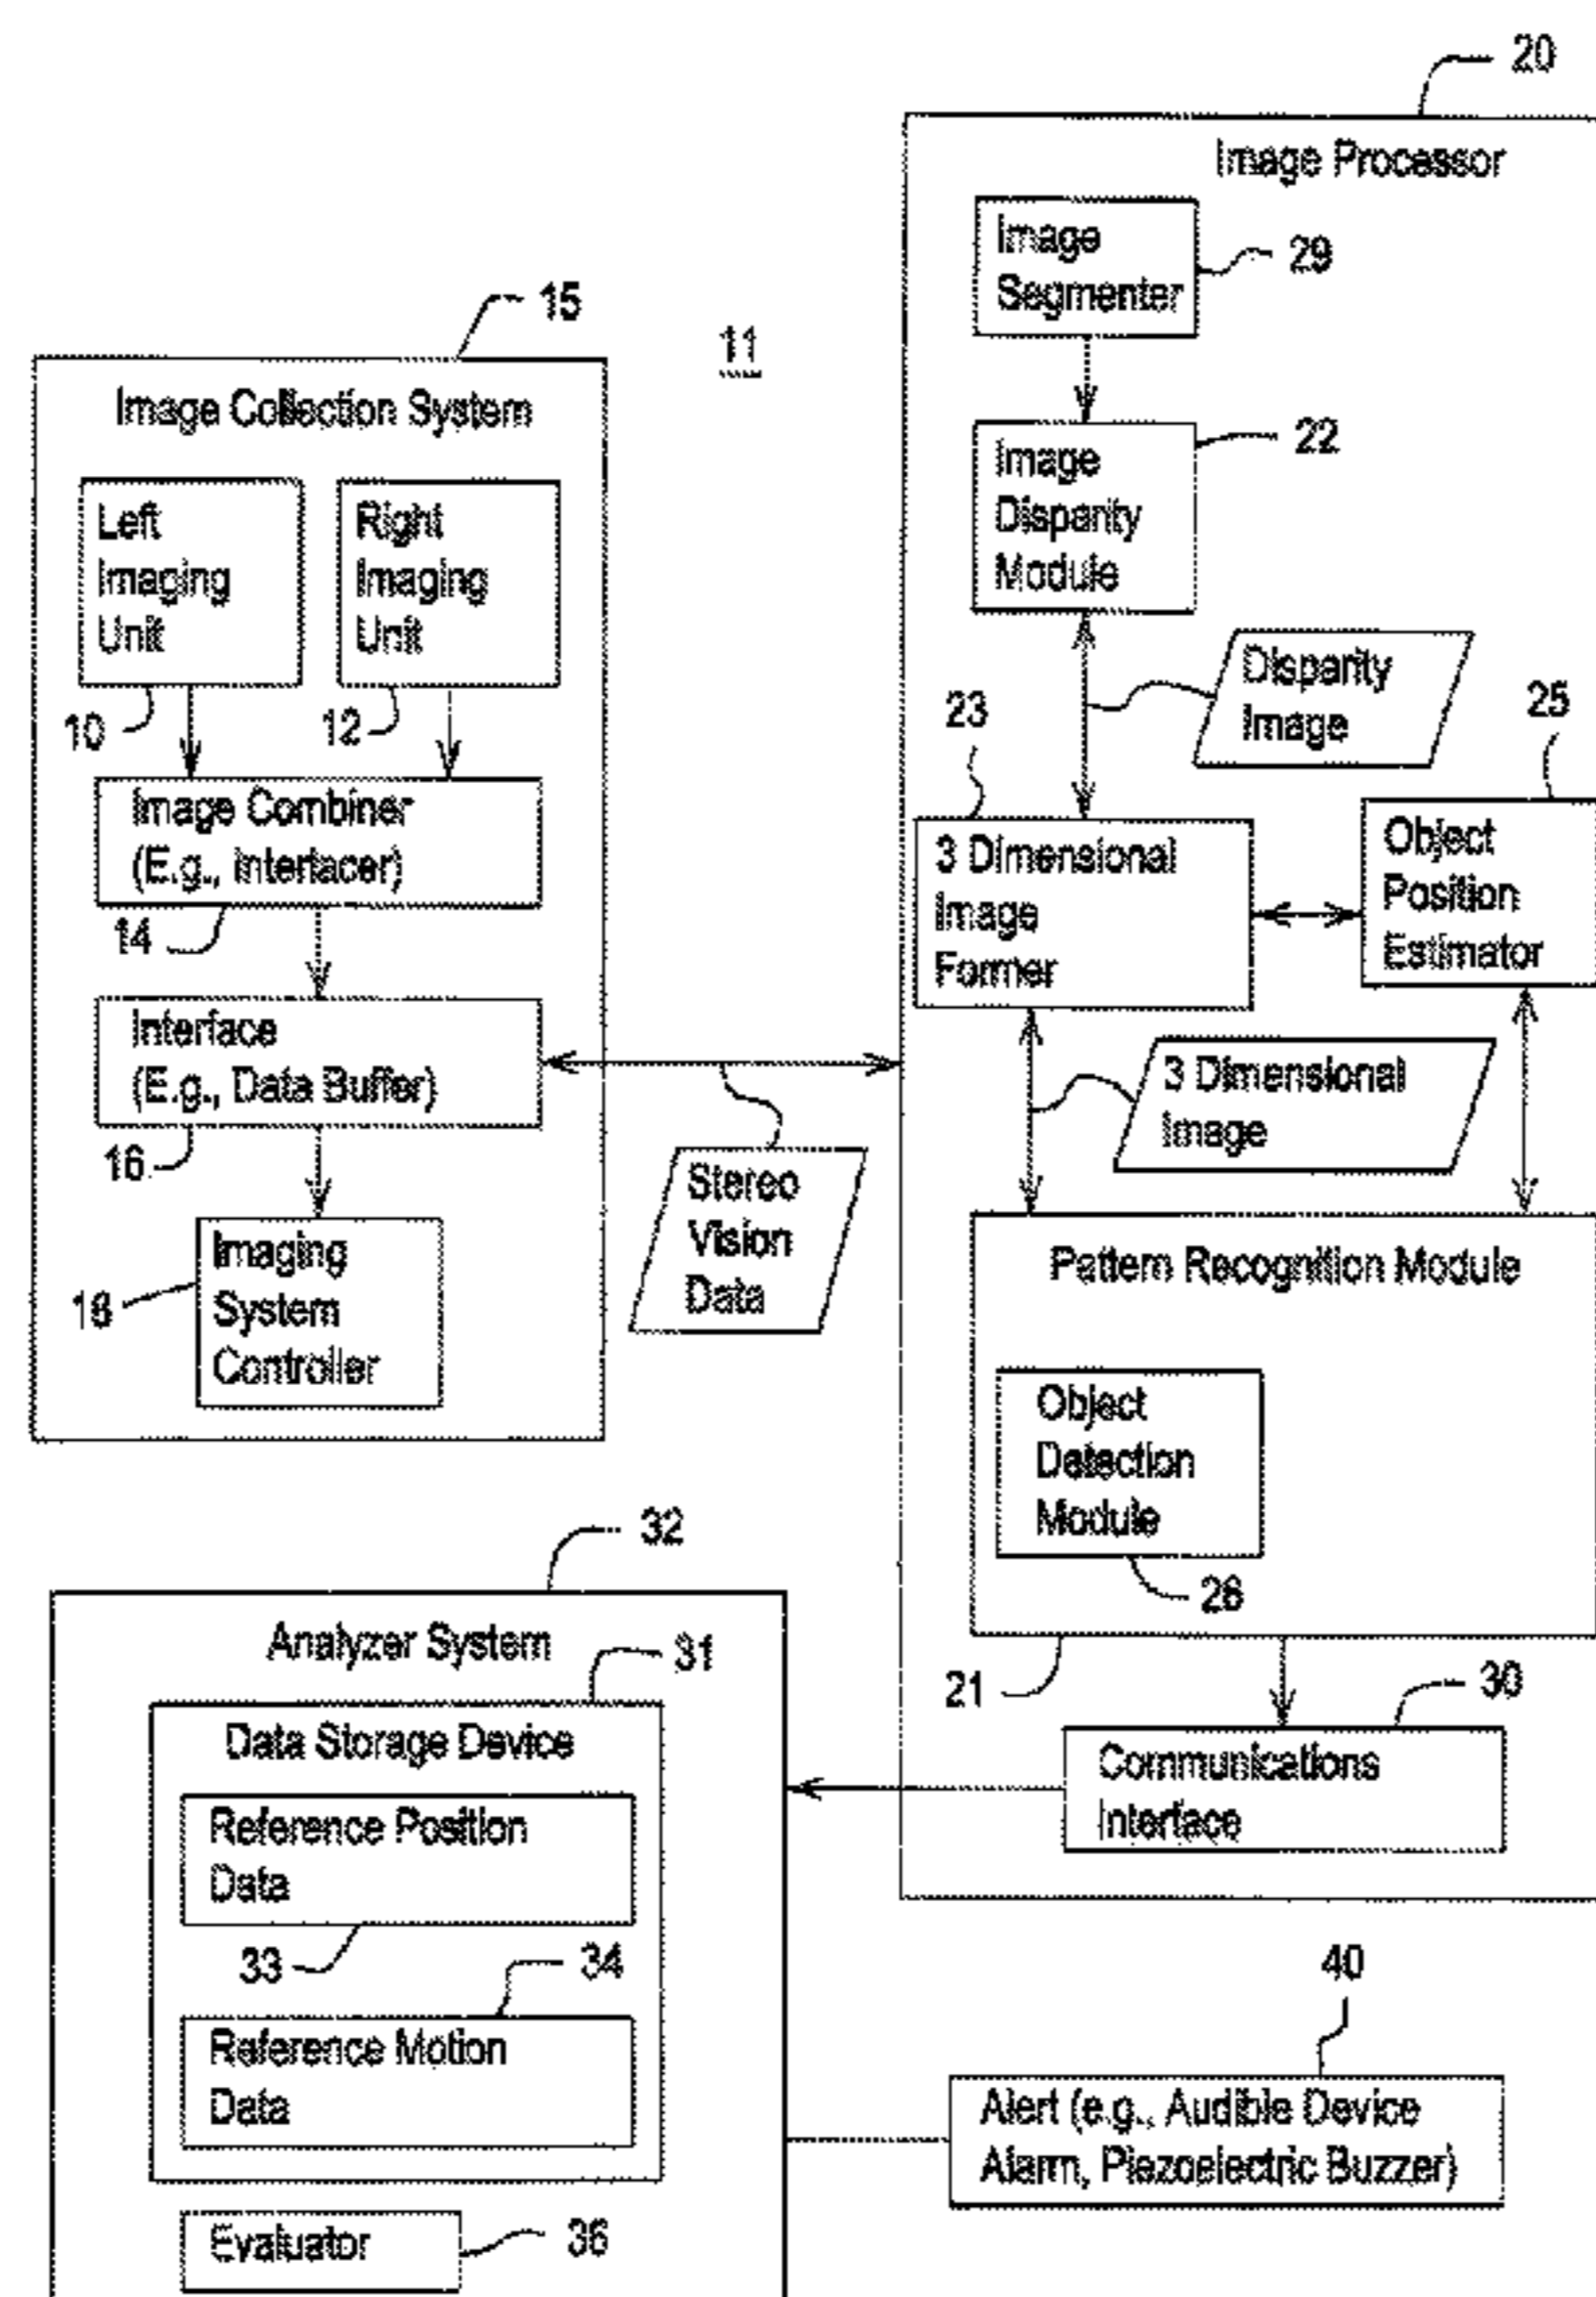 20
Image Processor
Image
Segmenter
29
15
11
Image Collection System
Left
Imaging
Unit
Right
Imaging
Unit
10
12
Image
Disparity
Module
22
Disparity
Image
23
25
Image Combiner
(E.g., interlacer)
14
3 Dimensional
Image
Former
Object
Position
Estimator
Interface
(E.g., Data Buffer)
16
3 Dimensional
Image
Stereo
Vision
Data
Imaging
System
Controller
18
Pattern Recognition Module
Object
Detection
Module
26
21
30
Communications
Interface
32
Analyzer System
31
Data Storage Device
Reference Position
Data
33
34
Reference Motion
Data
Evaluator
36
40
Alert (e.g., Audible Device
Alarm, Piezoelectric Buzzer)